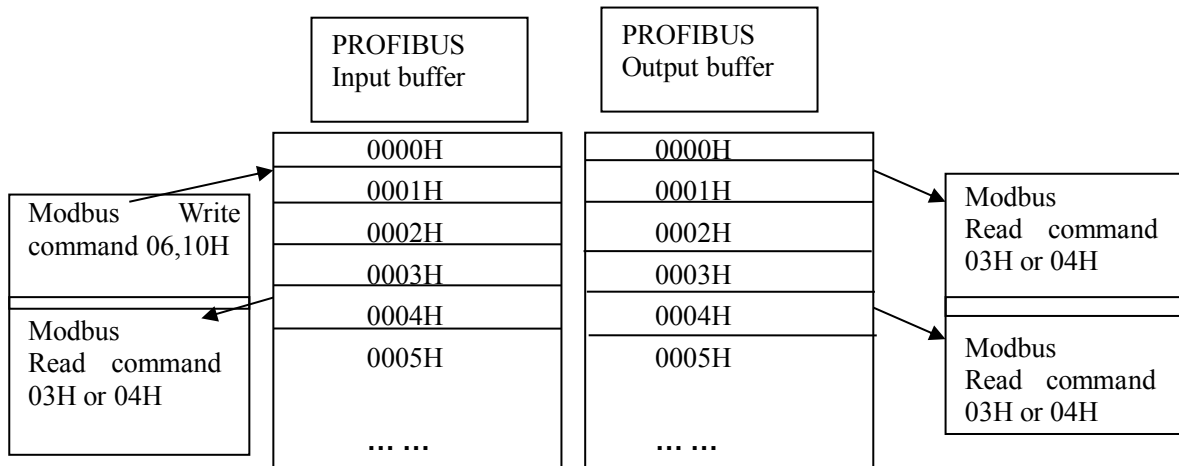 PROFIBUS
Input buffer
PROFIBUS
Output buffer
Modbus Write
command 06,10H
Modbus
Read command
03H or 04H
0000H
0001H
0002H
0003H
0004H
0005H
... ...
0000H
0001H
0002H
0003H
0004H
0005H
... ...
Modbus
Read command
03H or 04H
Modbus
Read command
03H or 04H